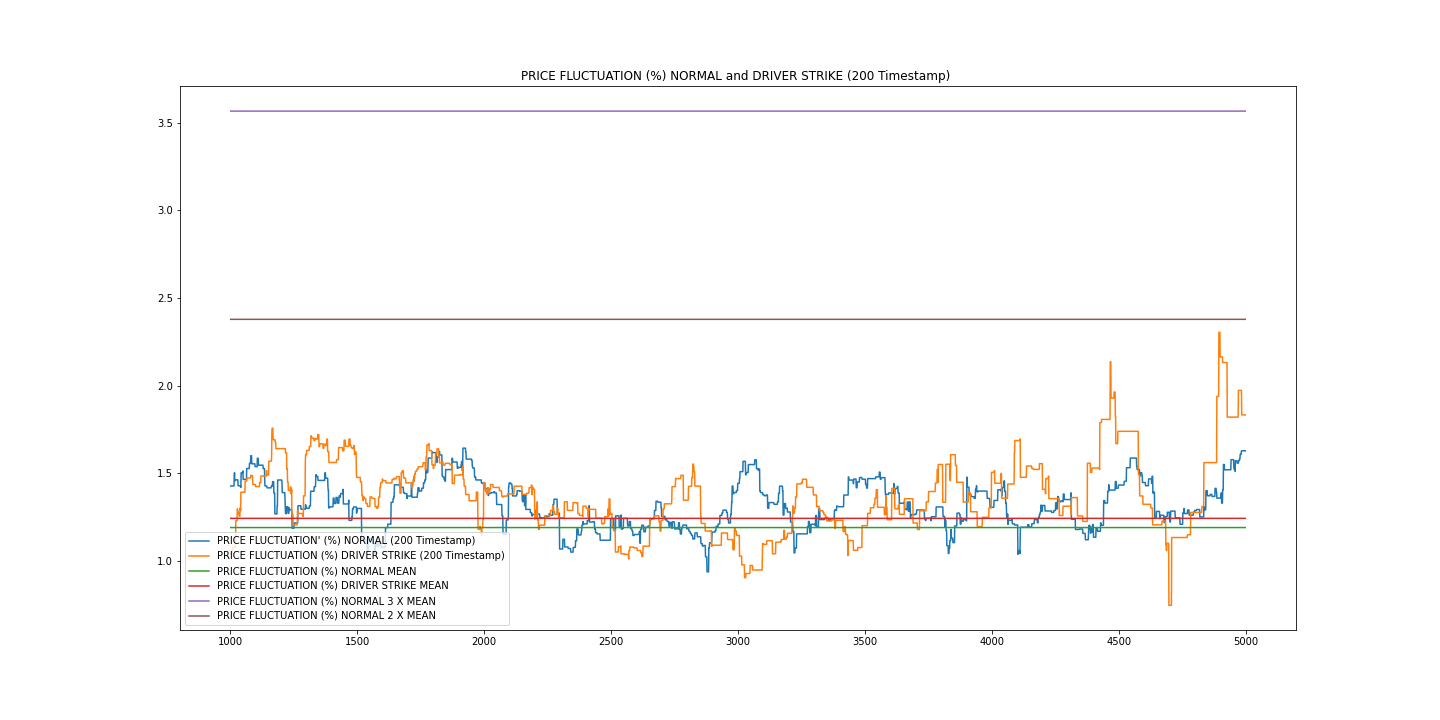 PRICE FLUCTUATION (%) NORMAL and DRIVER STRIKE (200 Timestamp)
3.5
3.0
2.5
2.0
1.5
1.0
PRICE FLUCTUATION' (%) NORMAL (200 Timestamp)
PRICE FLUCTUATION (%) DRIVER STRIKE (200 Timestamp)
PRICE FLUCTUATION (%) NORMAL MEAN
PRICE FLUCTUATION (%) DRIVER STRIKE MEAN
PRICE FLUCTUATION (%) NORMAL 3 X MEAN
PRICE FLUCTUATION (%) NORMAL 2 X MEAN
1000 1500 2000 2500 3000 3500 4000 4500 5000